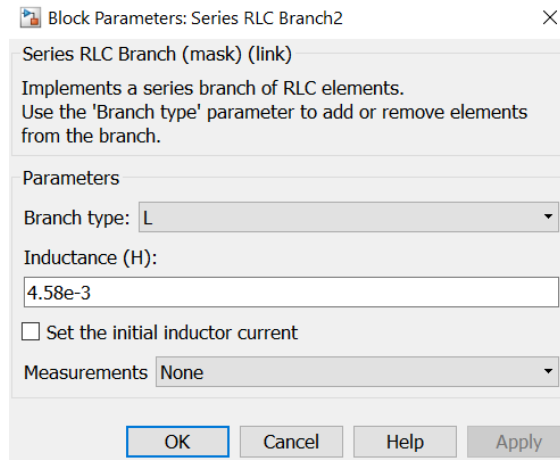 Block Parameters: Series RLC Branch2
Series RLC Branch (mask) (link)
Implements a series branch of RLC elements.
Use the 'Branch type' parameter to add or remove elements
from the branch.
Parameters
Branch type: L
Inductance (H):
4.58e-3
Set the initial inductor current
Measurements None
OK Cancel Help Apply